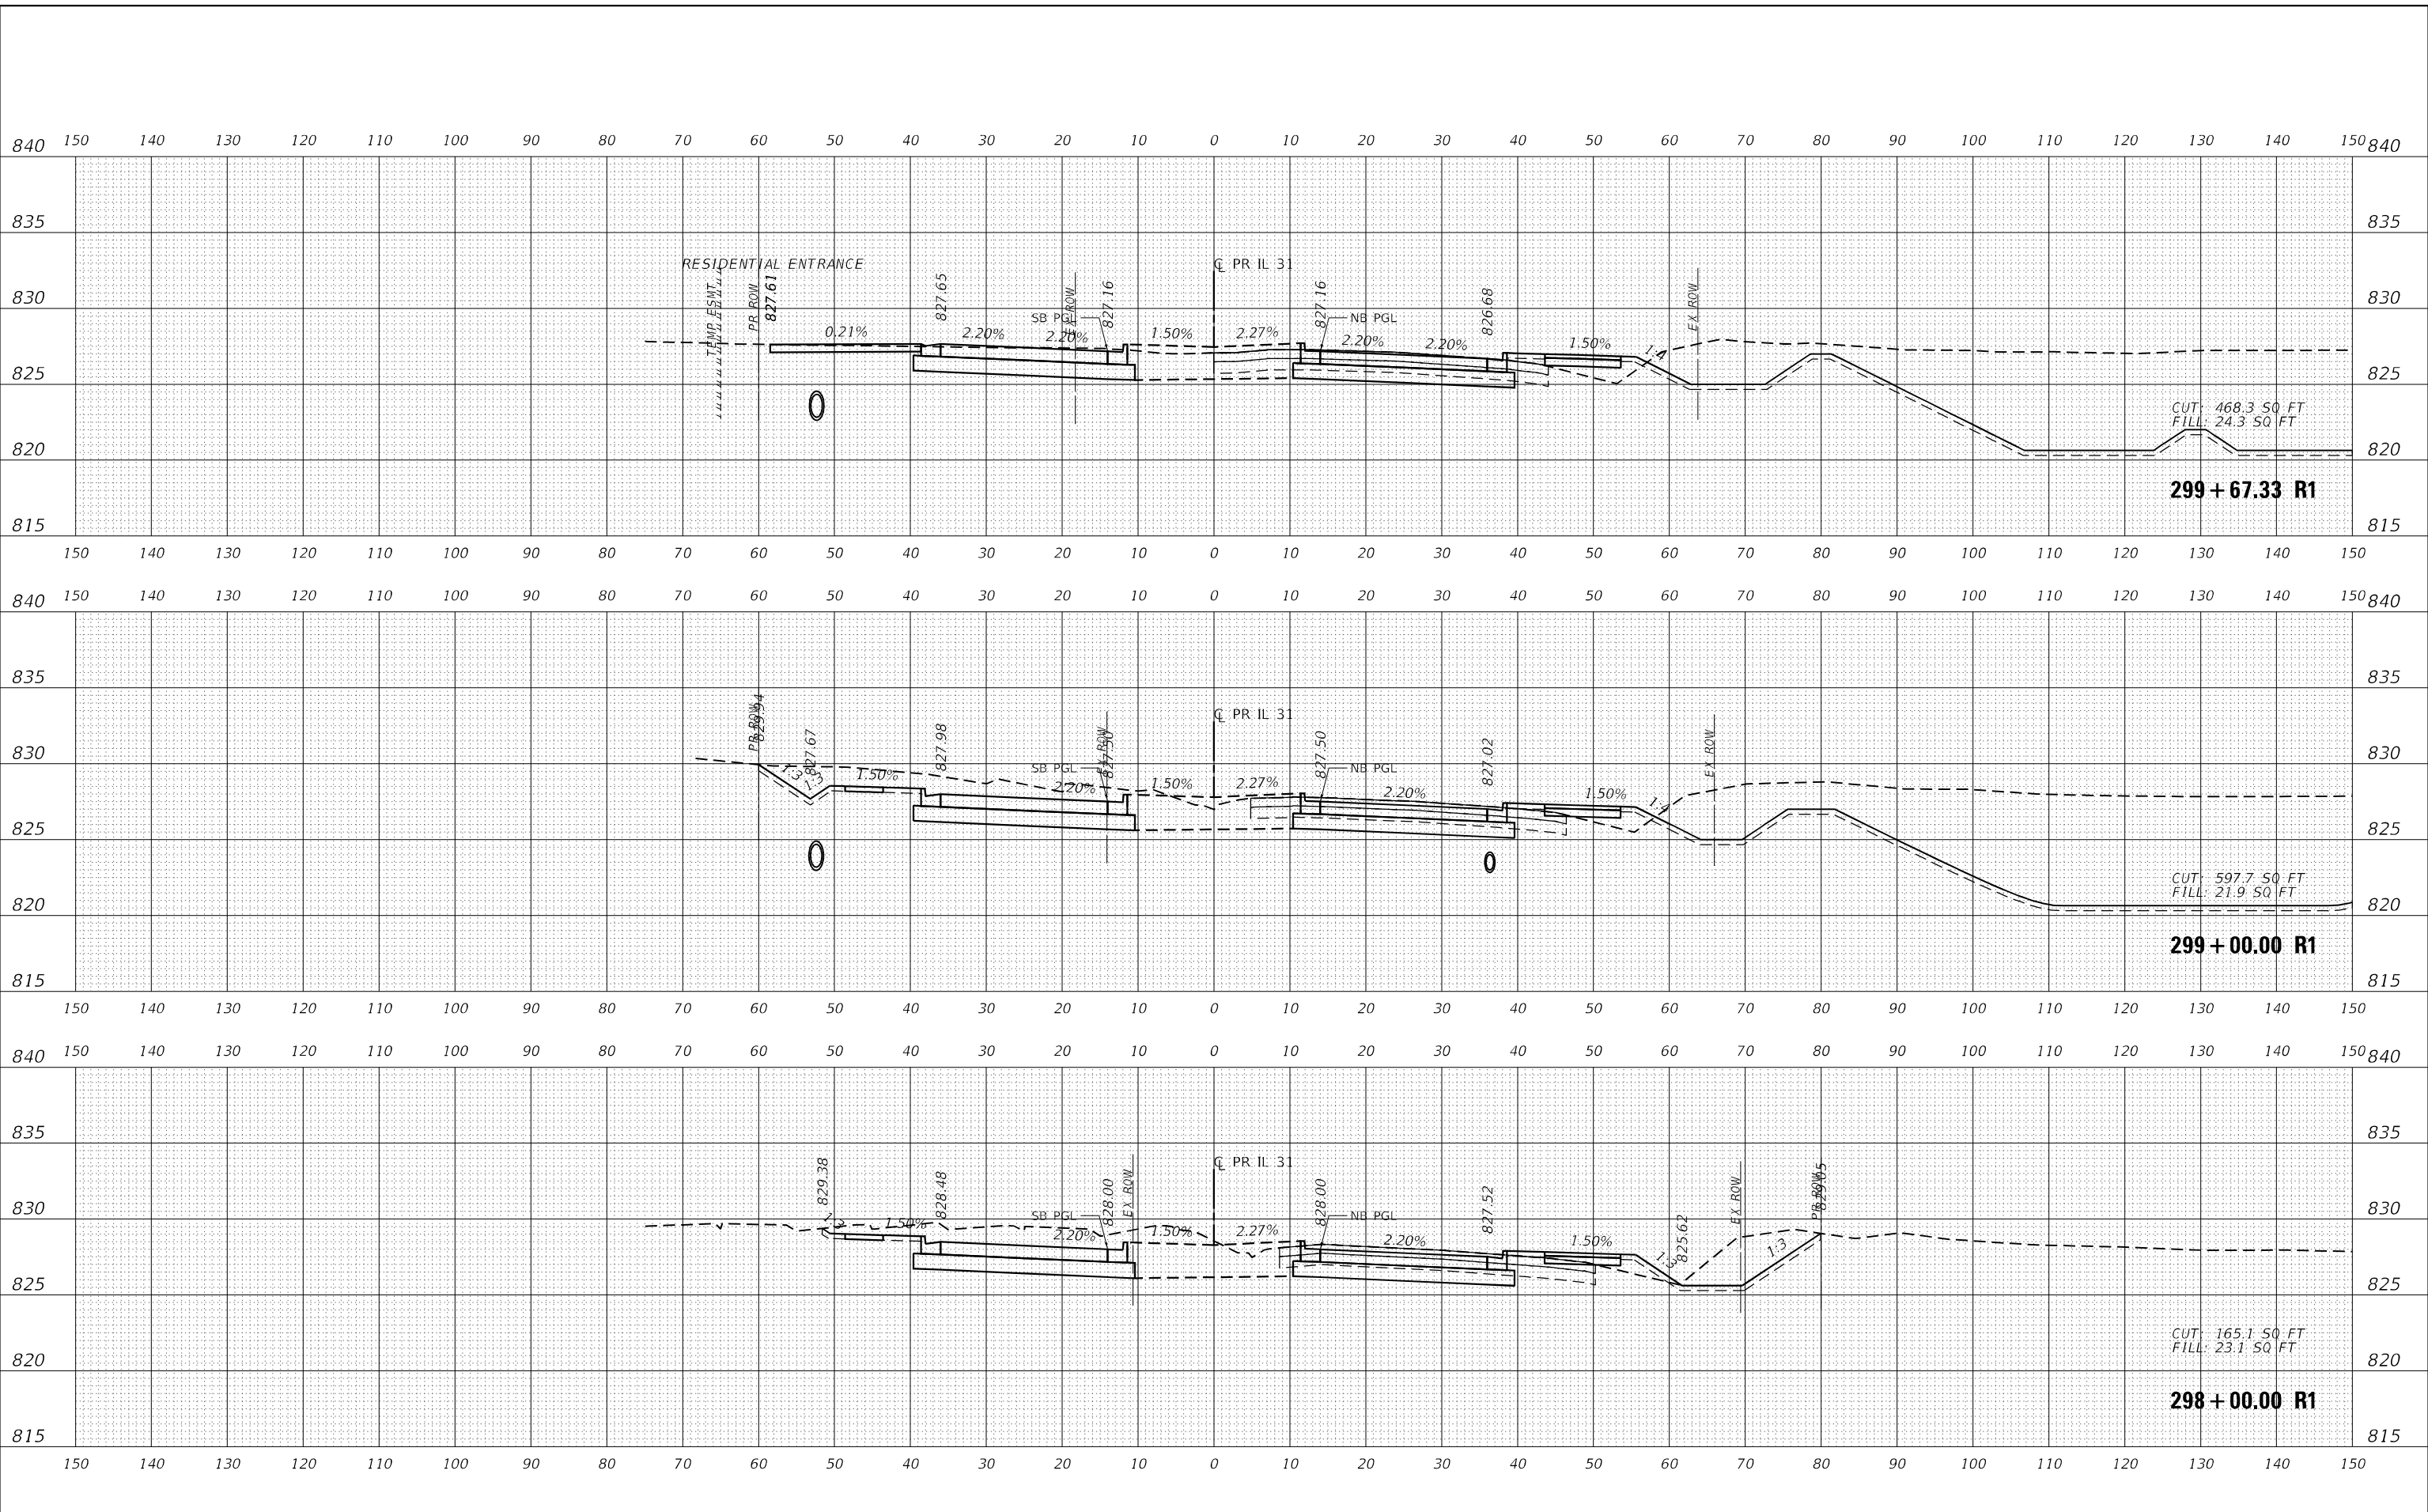 150 140 130 120 110 100 90 80 70 60 50 40 30 20 10 0 10 20 30 40 50 60 70 80 90 100 110 120 130 140 150
840 840
835 835
RESIDENTIAL ENTRANCE
℄ PR IL 31
TEMP ESMT
PR ROW
827.61
827.65
EX ROW
827.16
827.16
826.68
EX ROW
830 830
SB PGL
NB PGL
0.21% 2.20% 2.20% 1.50% 2.27% 2.20% 2.20% 1.50% 1:4
825 825
CUT: 468.3 SQ FT
FILL: 24.3 SQ FT
820 820
299+67.33 R1
815 815
150 140 130 120 110 100 90 80 70 60 50 40 30 20 10 0 10 20 30 40 50 60 70 80 90 100 110 120 130 140 150
150 140 130 120 110 100 90 80 70 60 50 40 30 20 10 0 10 20 30 40 50 60 70 80 90 100 110 120 130 140 150
840 840
835 835
℄ PR IL 31
PR ROW
829.94
827.67
827.98
EX ROW
827.50
827.50
827.02
EX ROW
830 830
SB PGL
NB PGL
1:3 1:3 1.50% 2.20% 1.50% 2.27% 2.20% 1.50% 1:4
825 825
CUT: 597.7 SQ FT
FILL: 21.9 SQ FT
820 820
299+00.00 R1
815 815
150 140 130 120 110 100 90 80 70 60 50 40 30 20 10 0 10 20 30 40 50 60 70 80 90 100 110 120 130 140 150
150 140 130 120 110 100 90 80 70 60 50 40 30 20 10 0 10 20 30 40 50 60 70 80 90 100 110 120 130 140 150
840 840
835 835
℄ PR IL 31
829.38
828.48
828.00
EX ROW
828.00
827.52
825.62
EX ROW
PR ROW
829.05
830 830
SB PGL
NB PGL
1:3 1.50% 2.20% 1.50% 2.27% 2.20% 1.50% 1:3 1:3
825 825
CUT: 165.1 SQ FT
FILL: 23.1 SQ FT
820 820
298+00.00 R1
815 815
150 140 130 120 110 100 90 80 70 60 50 40 30 20 10 0 10 20 30 40 50 60 70 80 90 100 110 120 130 140 150